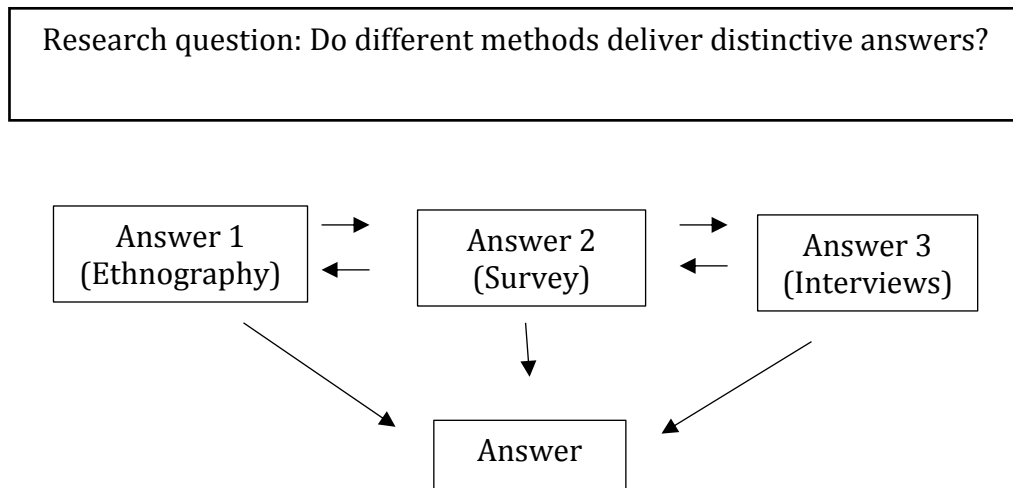 Research question: Do different methods deliver distinctive answers?
Answer 1
(Ethnography)
Answer 2
(Survey)
Answer 3
(Interviews)
Answer